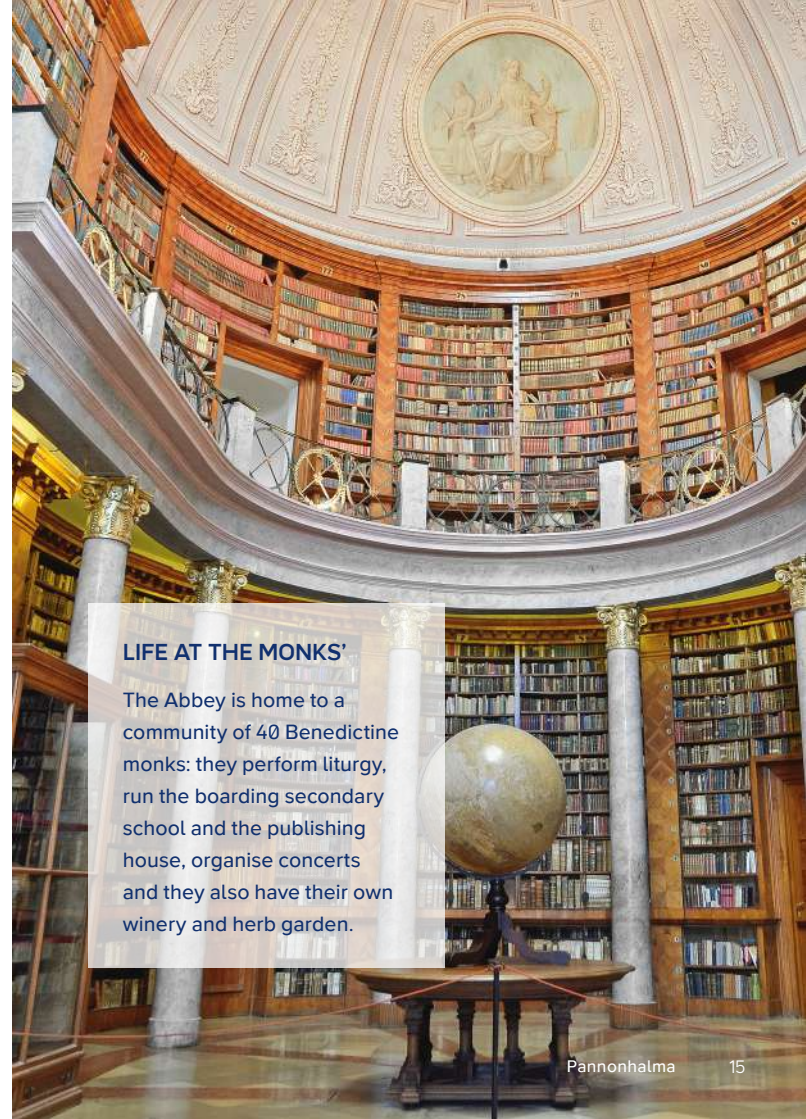 LIFE AT THE MONKS’
The Abbey is home to a
community of 40 Benedictine
monks: they perform liturgy,
run the boarding secondary
school and the publishing
house, organise concerts
and they also have their own
winery and herb garden.
Pannonhalma 15